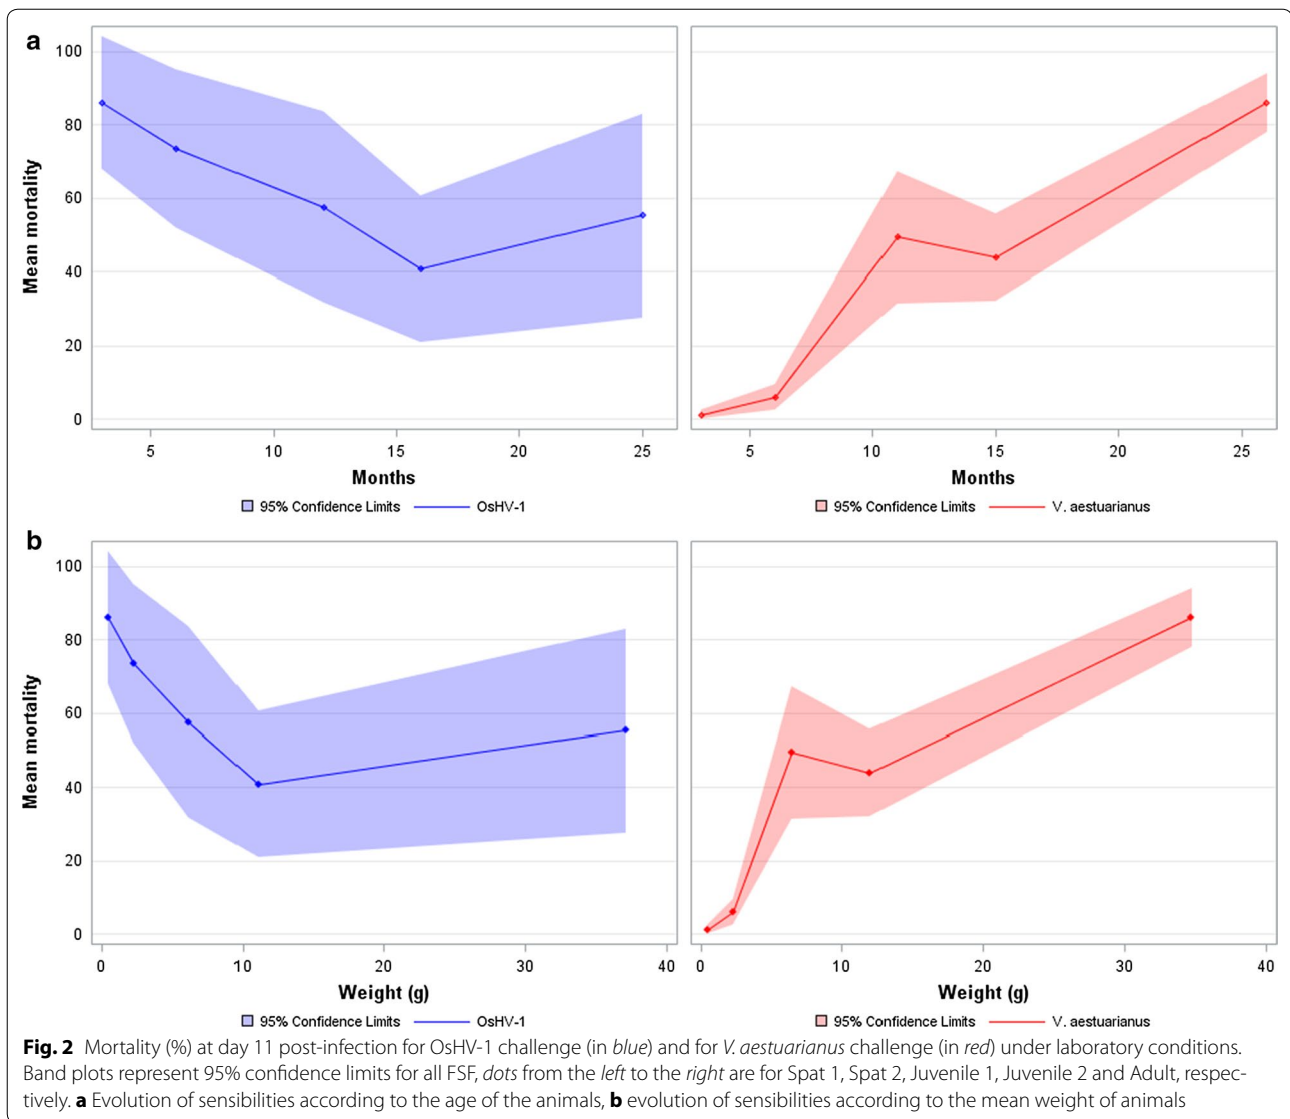 a
100
80
60
40
20
0
Mean mortality
5 10 15 20 25
5 10 15 20 25
Months
Months
95% Confidence Limits OsHV-1
95% Confidence Limits V. aestuarianus
b
100
80
60
40
20
0
Mean mortality
0 10 20 30 40
0 10 20 30 40
Weight (g)
Weight (g)
95% Confidence Limits OsHV-1
95% Confidence Limits V. aestuarianus
Fig. 2 Mortality (%) at day 11 post-infection for OsHV-1 challenge (in blue) and for V. aestuarianus challenge (in red) under laboratory conditions.
Band plots represent 95% confidence limits for all FSF, dots from the left to the right are for Spat 1, Spat 2, Juvenile 1, Juvenile 2 and Adult, respec-
tively. a Evolution of sensibilities according to the age of the animals, b evolution of sensibilities according to the mean weight of animals